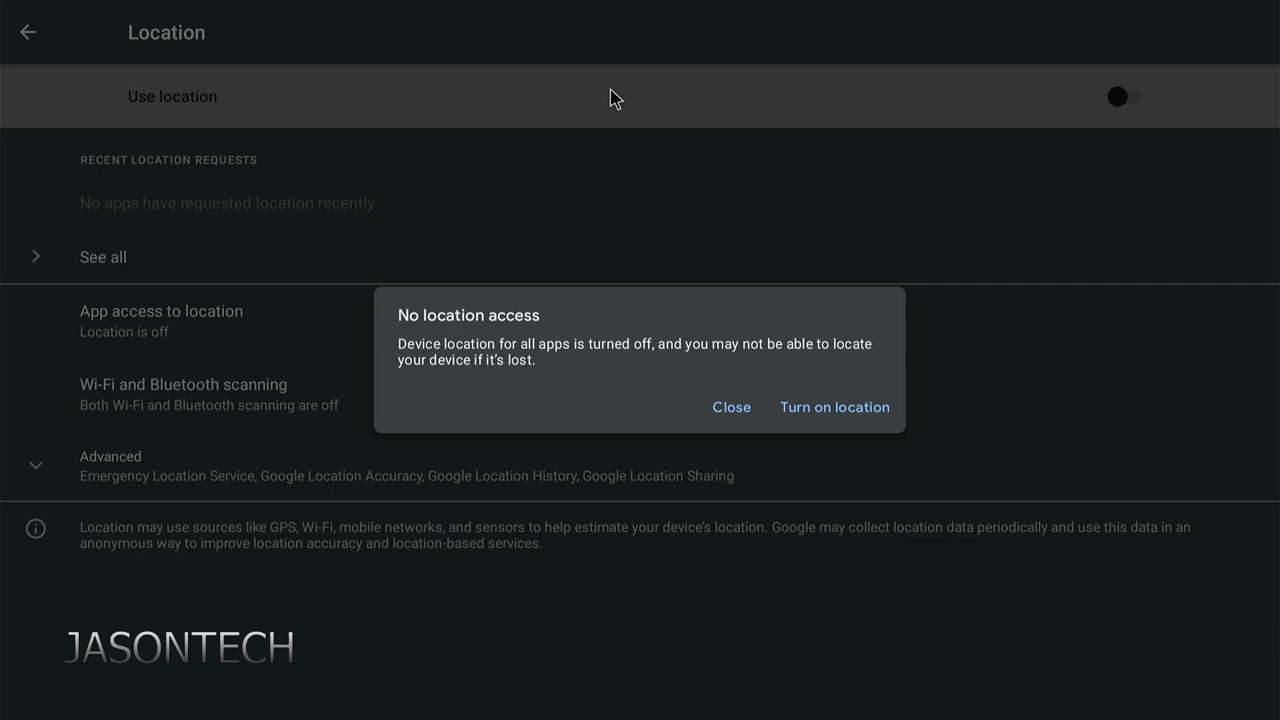 Location
Use location
RECENT LOCATION REQUESTS
No apps have requested location recently
See all
App access to location
Location is off
Wi-Fi and Bluetooth scanning
Both Wi-Fi and Bluetooth scanning are off
No location access
Device location for all apps is turned off, and you may not be able to locate
your device if it's lost.
Close Turn on location
Advanced
Emergency Location Service, Google Location Accuracy, Google Location History, Google Location Sharing
Location may use sources like GPS, Wi-Fi, mobile networks, and sensors to help estimate your device's location. Google may collect location data periodically and use this data in an
anonymous way to improve location accuracy and location-based services.
JASONTECH